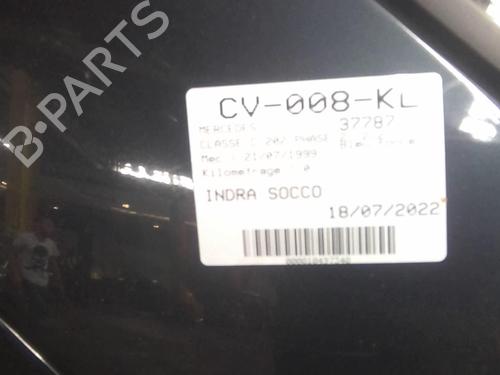 B-PARTS
CV-008-KL
MERCEDES 37787
CLASSE C 202 PHASE
Mec : 21/07/1999
Kilometrage : 0
INDRA SOCCO
18/07/2022